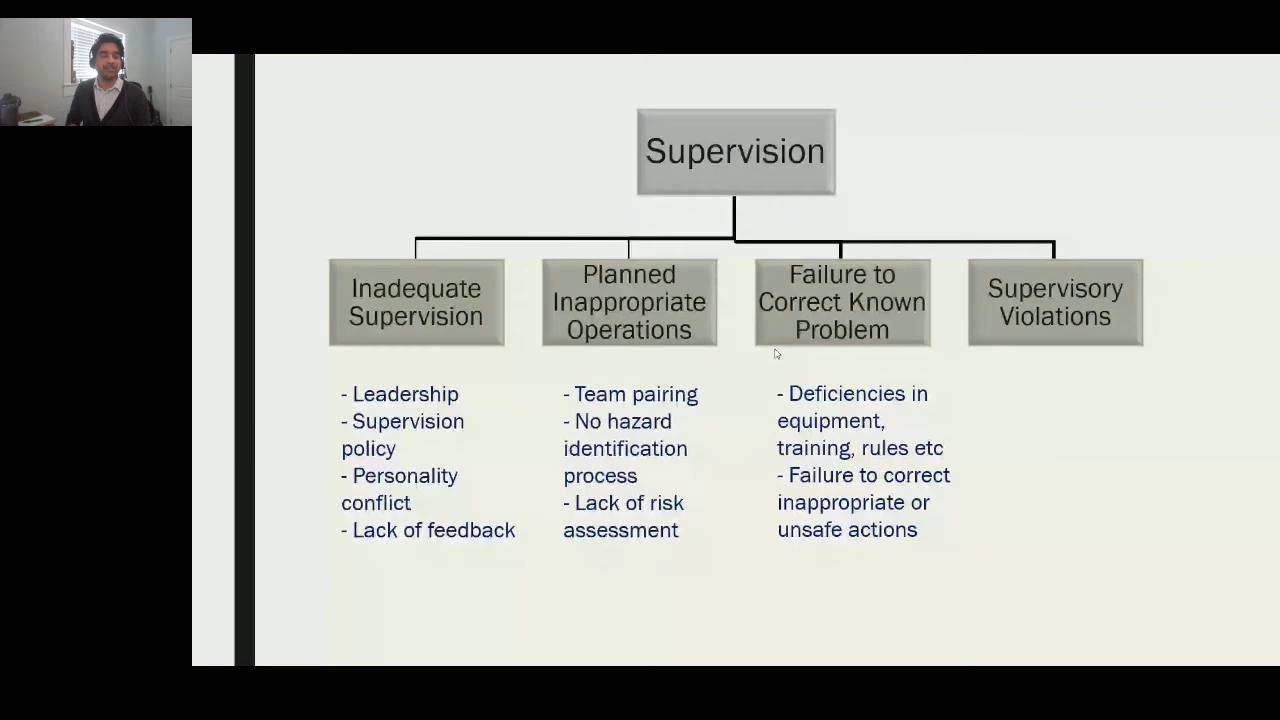 Supervision
Inadequate
Supervision
Planned
Inappropriate
Operations
Failure to
Correct Known
Problem
Supervisory
Violations
- Leadership
- Supervision
policy
- Personality
conflict
- Lack of feedback
- Team pairing
- No hazard
identification
process
- Lack of risk
assessment
- Deficiencies in
equipment,
training, rules etc
- Failure to correct
inappropriate or
unsafe actions